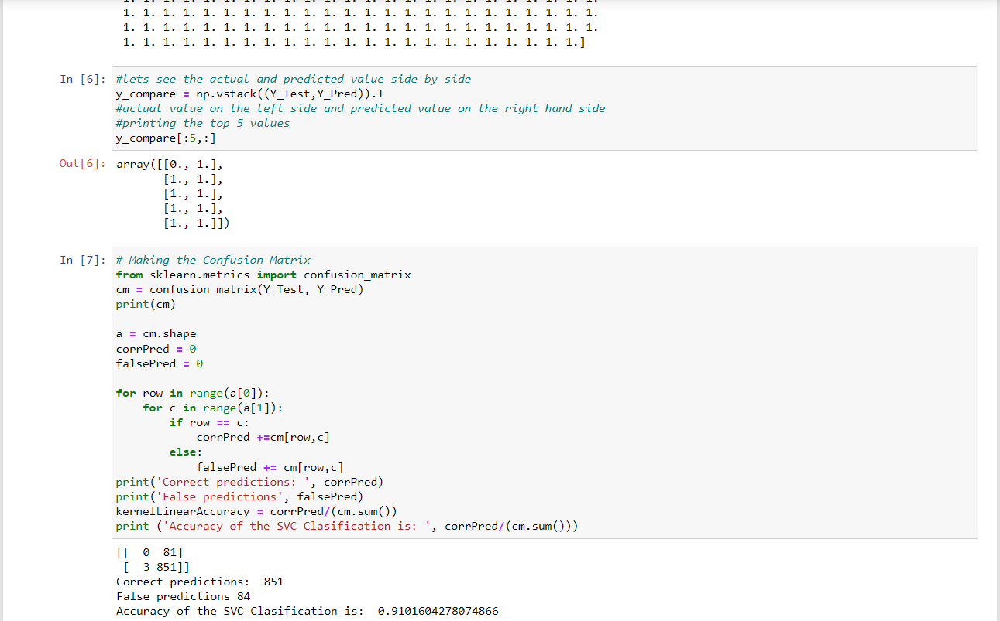 1. 1. 1. 1. 1. 1. 1. 1. 1. 1. 1. 1. 1. 1. 1. 1. 1. 1. 1. 1. 1. 1. 1. 1.
1. 1. 1. 1. 1. 1. 1. 1. 1. 1. 1. 1. 1. 1. 1. 1. 1. 1. 1. 1. 1. 1. 1. 1.
1. 1. 1. 1. 1. 1. 1. 1. 1. 1. 1. 1. 1. 1. 1. 1. 1. 1. 1. 1. 1. 1. 1.]
In [6]: #lets see the actual and predicted value side by side
y_compare = np.vstack((Y_Test,Y_Pred)).T
#actual value on the left side and predicted value on the right hand side
#printing the top 5 values
y_compare[:5,:]
Out[6]: array([[0., 1.],
[1., 1.],
[1., 1.],
[1., 1.],
[1., 1.]])
In [7]: # Making the Confusion Matrix
from sklearn.metrics import confusion_matrix
cm = confusion_matrix(Y_Test, Y_Pred)
print(cm)
a = cm.shape
corrPred = 0
falsePred = 0
for row in range(a[0]):
for c in range(a[1]):
if row == c:
corrPred +=cm[row,c]
else:
falsePred += cm[row,c]
print('Correct predictions: ', corrPred)
print('False predictions', falsePred)
kernelLinearAccuracy = corrPred/(cm.sum())
print ('Accuracy of the SVC Clasification is: ', corrPred/(cm.sum()))
[[ 0 81]
[ 3 851]]
Correct predictions: 851
False predictions 84
Accuracy of the SVC Clasification is: 0.9101604278074866